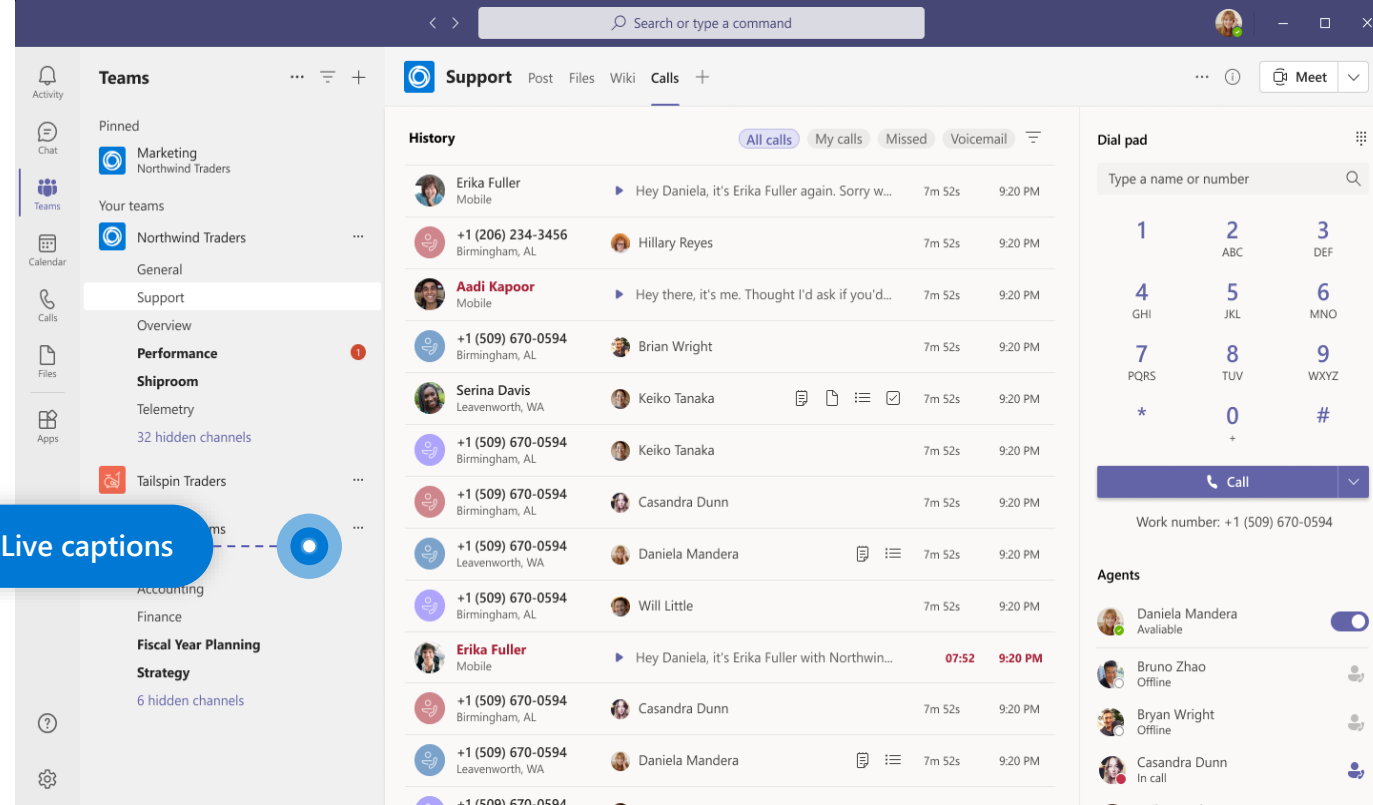 Search or type a command
Activity
Chat
Teams
Calendar
Calls
Files
Apps
Teams
Pinned
Marketing
Northwind Traders
Your teams
Northwind Traders
General
Support
Overview
Performance
1
Shiproom
Telemetry
32 hidden channels
Tailspin Traders
ms
Live captions
Accounting
Finance
Fiscal Year Planning
Strategy
6 hidden channels
Support Post Files Wiki Calls
Meet
History
All calls My calls Missed Voicemail
Erika Fuller
Mobile
Hey Daniela, it's Erika Fuller again. Sorry w... 7m 52s 9:20 PM
+1 (206) 234-3456
Birmingham, AL
Hillary Reyes 7m 52s 9:20 PM
Aadi Kapoor
Mobile
Hey there, it's me. Thought I'd ask if you'd... 7m 52s 9:20 PM
+1 (509) 670-0594
Birmingham, AL
Brian Wright 7m 52s 9:20 PM
Serina Davis
Leavenworth, WA
Keiko Tanaka 7m 52s 9:20 PM
+1 (509) 670-0594
Birmingham, AL
Keiko Tanaka 7m 52s 9:20 PM
+1 (509) 670-0594
Birmingham, AL
Casandra Dunn 7m 52s 9:20 PM
+1 (509) 670-0594
Leavenworth, WA
Daniela Mandera 7m 52s 9:20 PM
+1 (509) 670-0594
Birmingham, AL
Will Little 7m 52s 9:20 PM
Erika Fuller
Mobile
Hey Daniela, it's Erika Fuller with Northwin... 07:52 9:20 PM
+1 (509) 670-0594
Birmingham, AL
Casandra Dunn 7m 52s 9:20 PM
+1 (509) 670-0594
Leavenworth, WA
Daniela Mandera 7m 52s 9:20 PM
+1 (509) 670-0594
Dial pad
Type a name or number
1 2 3
ABC DEF
4 5 6
GHI JKL MNO
7 8 9
PQRS TUV WXYZ
* 0 #
+
Call
Work number: +1 (509) 670-0594
Agents
Daniela Mandera
Avaliable
Bruno Zhao
Offline
Bryan Wright
Offline
Casandra Dunn
In call